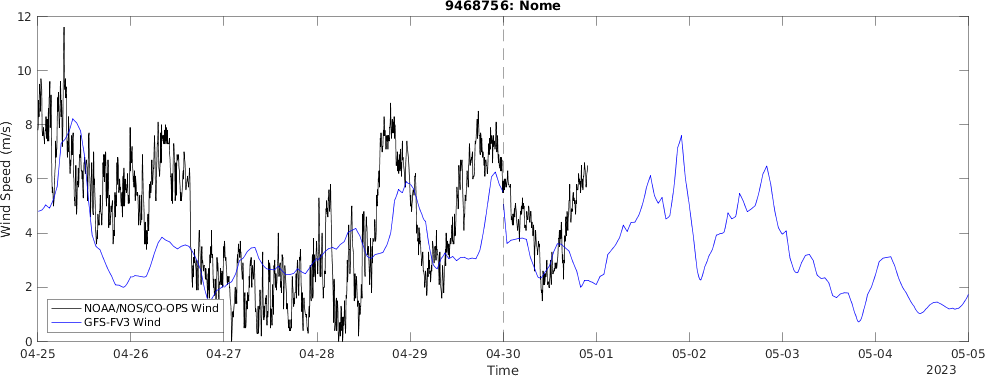 9468756: Nome
12
10
8
6
4
2
0
Wind Speed (m/s)
NOAA/NOS/CO-OPS Wind
GFS-FV3 Wind
04-25 04-26 04-27 04-28 04-29 04-30 05-01 05-02 05-03 05-04 05-05
Time
2023